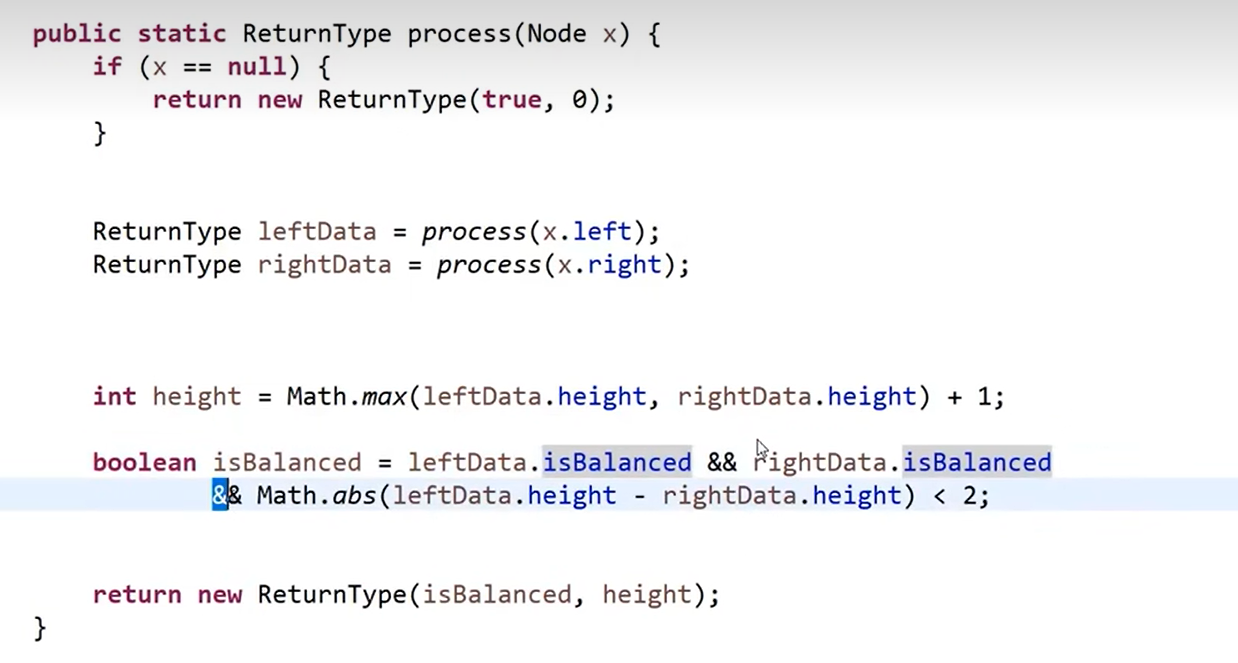 public static ReturnType process(Node x) {
    if (x == null) {
        return new ReturnType(true, 0);
    }
    ReturnType leftData = process(x.left);
    ReturnType rightData = process(x.right);
    int height = Math.max(leftData.height, rightData.height) + 1;
    boolean isBalanced = leftData.isBalanced && rightData.isBalanced
            && Math.abs(leftData.height - rightData.height) < 2;
    return new ReturnType(isBalanced, height);
}